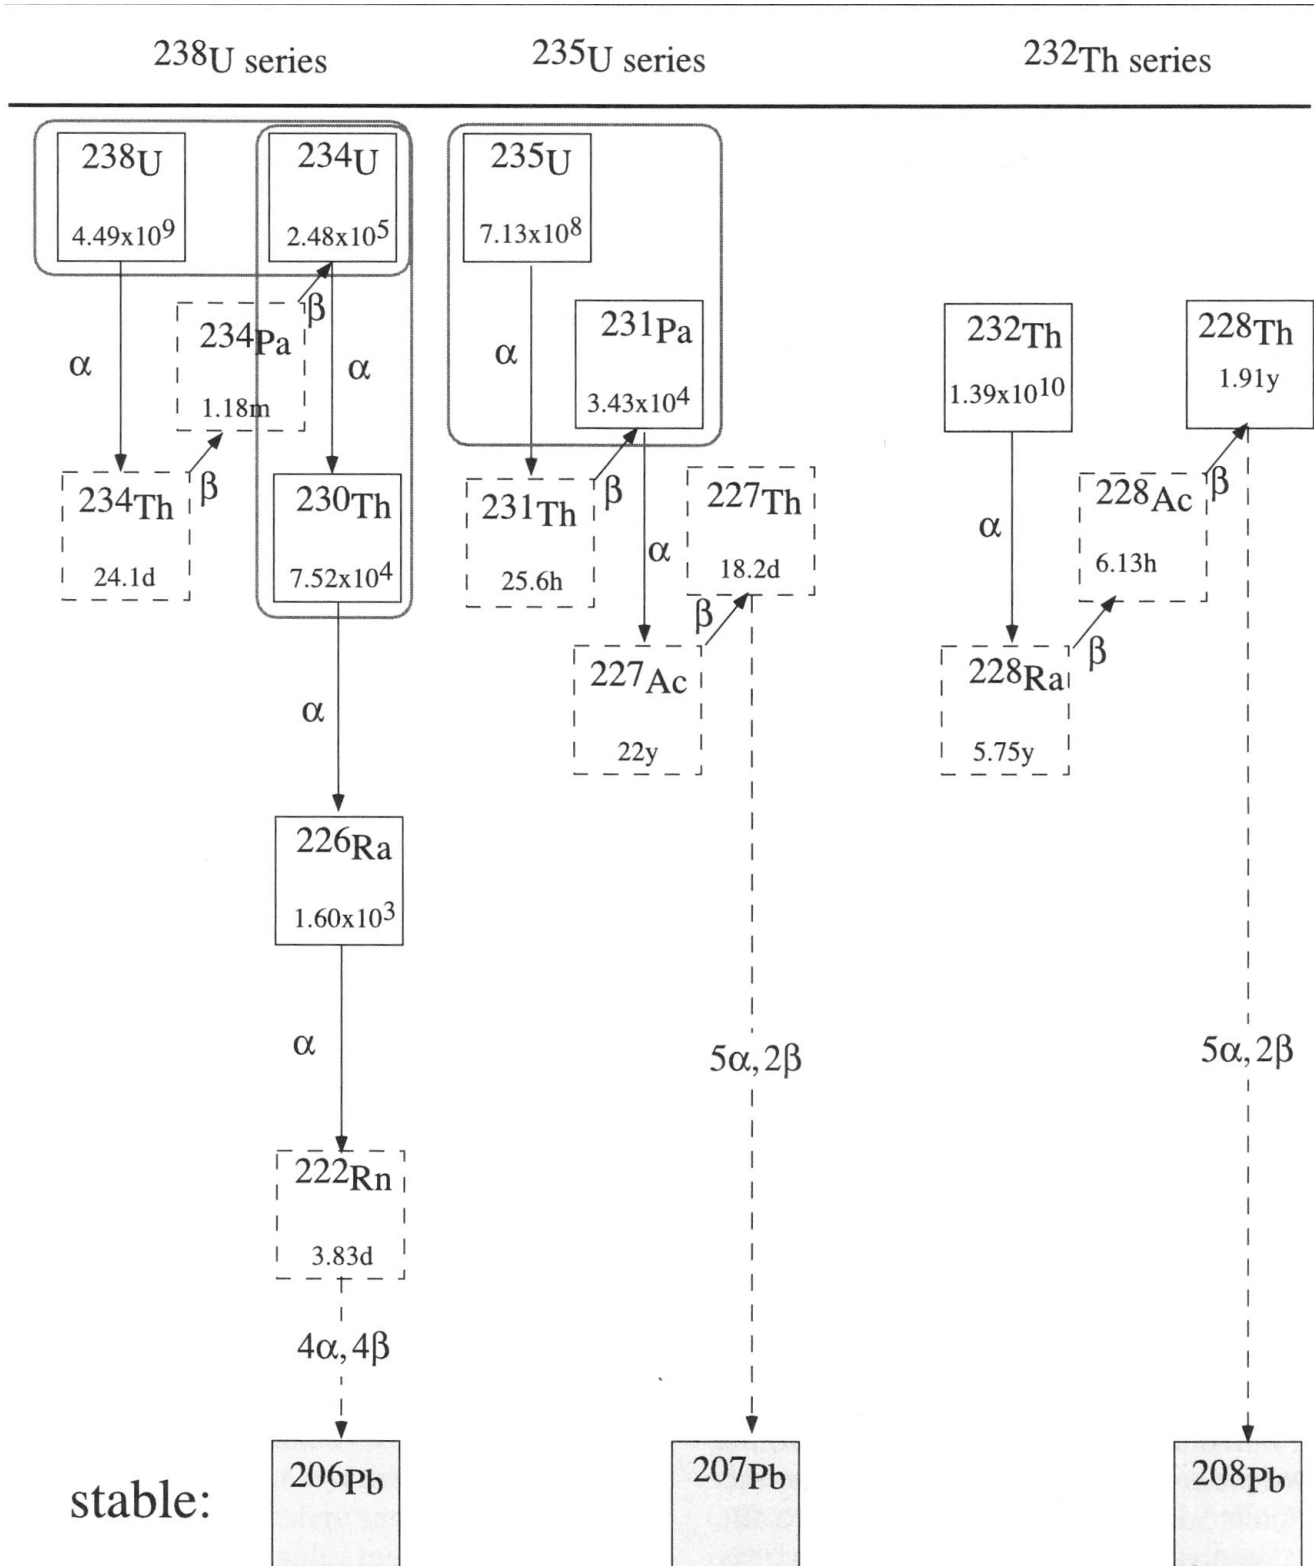 238U series 235U series 232Th series
238U 234U 235U
4.49x10^9 2.48x10^5 7.13x10^8
β
234Pa 231Pa 232Th 228Th
α α α
1.18m 3.43x10^4 1.39x10^10 1.91y
β β β
234Th 230Th 231Th 227Th 228Ac
α α
24.1d 7.52x10^4 25.6h 18.2d 6.13h
β β
227Ac 228Ra
α
22y 5.75y
226Ra
1.60x10^3
α
5α, 2β 5α, 2β
222Rn
3.83d
4α, 4β
stable: 206Pb 207Pb 208Pb